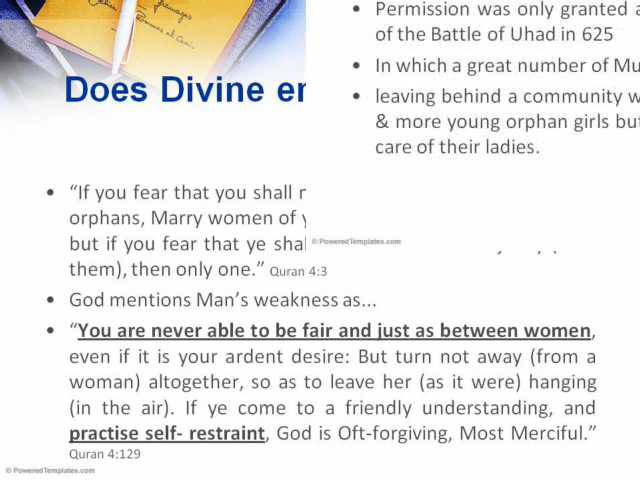 Does Divine er
“If you fear that you shall
orphans, Marry women of
but if you fear that ye shal
them), then only one.” Quran 4:3
• God mentions Man’s weakness as...
• “You are never able to be fair and just as between women,
even if it is your ardent desire: But turn not away (from a
woman) altogether, so as to leave her (as it were) hanging
(in the air). If ye come to a friendly understanding, and
practise self- restraint, God is Oft-forgiving, Most Merciful.”
Quran 4:129
© PoweredTemplates.com
• Permission was only granted a
of the Battle of Uhad in 625
• In which a great number of Mu
• leaving behind a community w
& more young orphan girls but
care of their ladies.
© PoweredTemplates.com